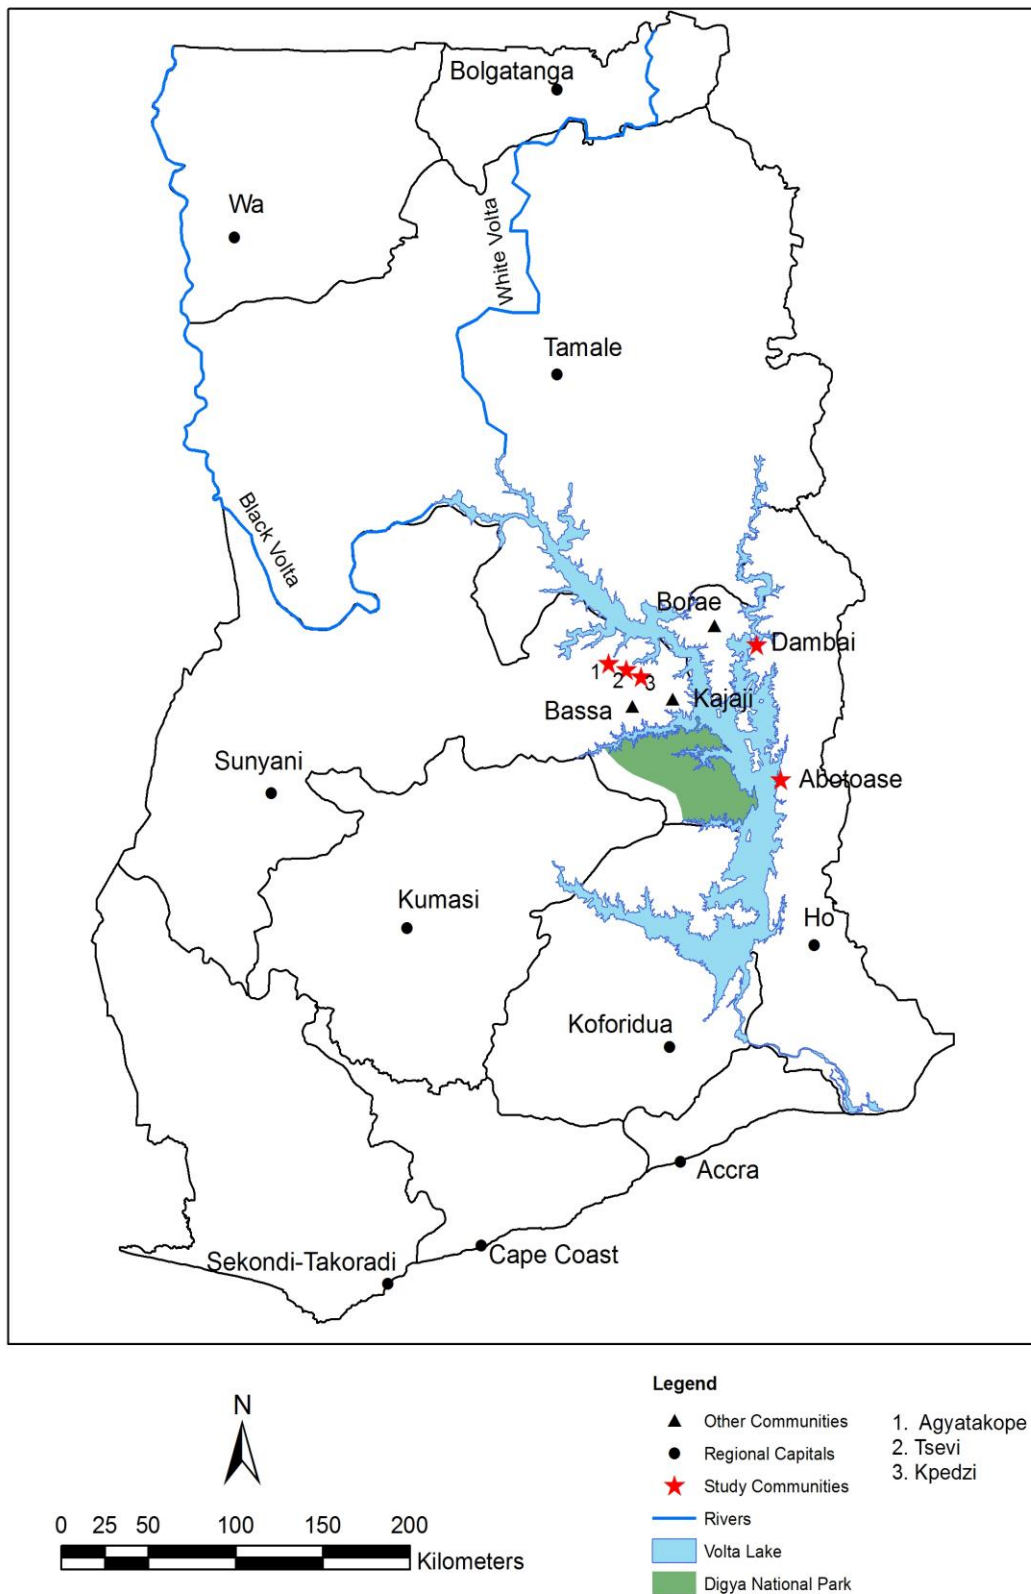 Bolgatanga
Wa
White Volta
Tamale
Black Volta
Borae
Dambai
1
2
3
Bassa
Kajaji
Sunyani
Abotoase
Kumasi
Ho
Koforidua
Accra
Cape Coast
Sekondi-Takoradi
N
0 25 50 100 150 200
Kilometers
Legend
Other Communities
Regional Capitals
Study Communities
Rivers
Volta Lake
Digya National Park
1. Agyatakope
2. Tsevi
3. Kpedzi